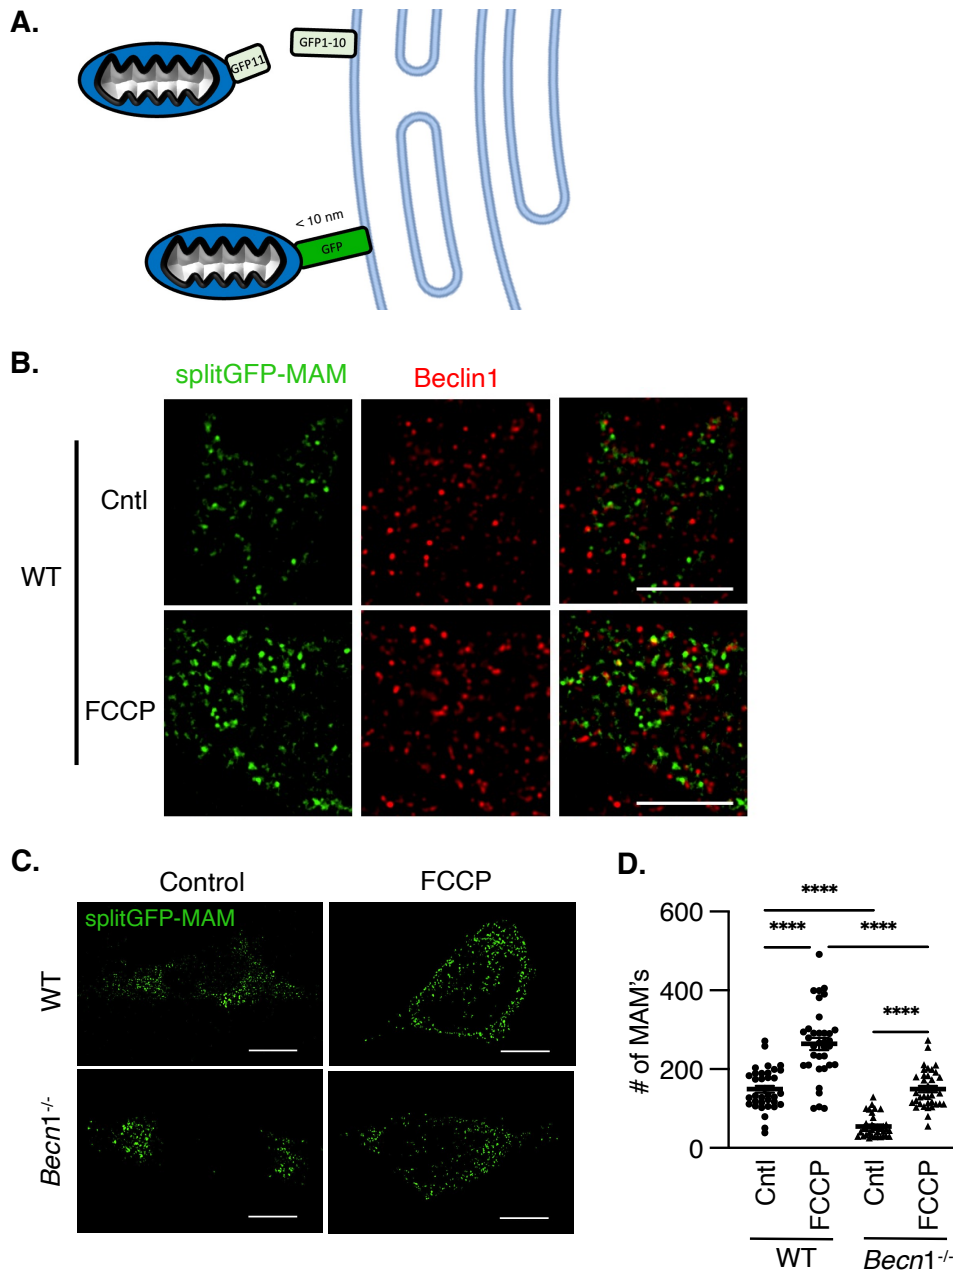 A.
GFP11
GFP1-10
< 10 nm
GFP
B.
splitGFP-MAM
Beclin1
Cntl
WT
FCCP
C.
Control
FCCP
splitGFP-MAM
WT
Becn1-/-
D.
****
****
****
****
# of MAM's
600
400
200
0
Cntl
FCCP
Cntl
FCCP
WT
Becn1-/-